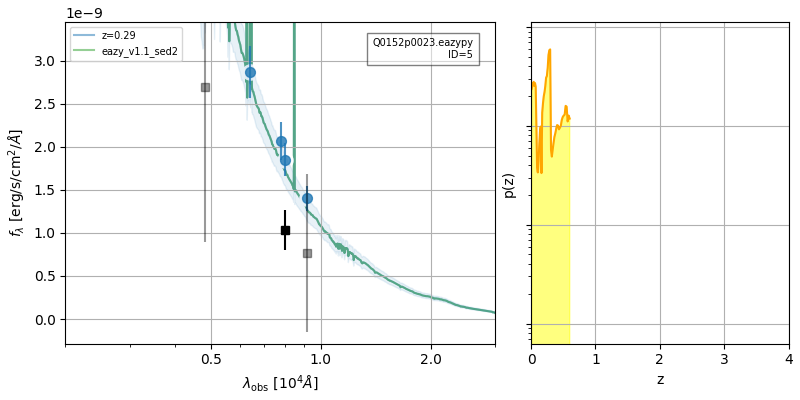 1e−9
z=0.29
eazy_v1.1_sed2
Q0152p0023.eazypy
ID=5
3.0
2.5
2.0
1.5
1.0
0.5
0.0
f_λ [erg/s/cm²/Å]
0.5
1.0
2.0
λ_obs [10⁴Å]
p(z)
0
1
2
3
4
z